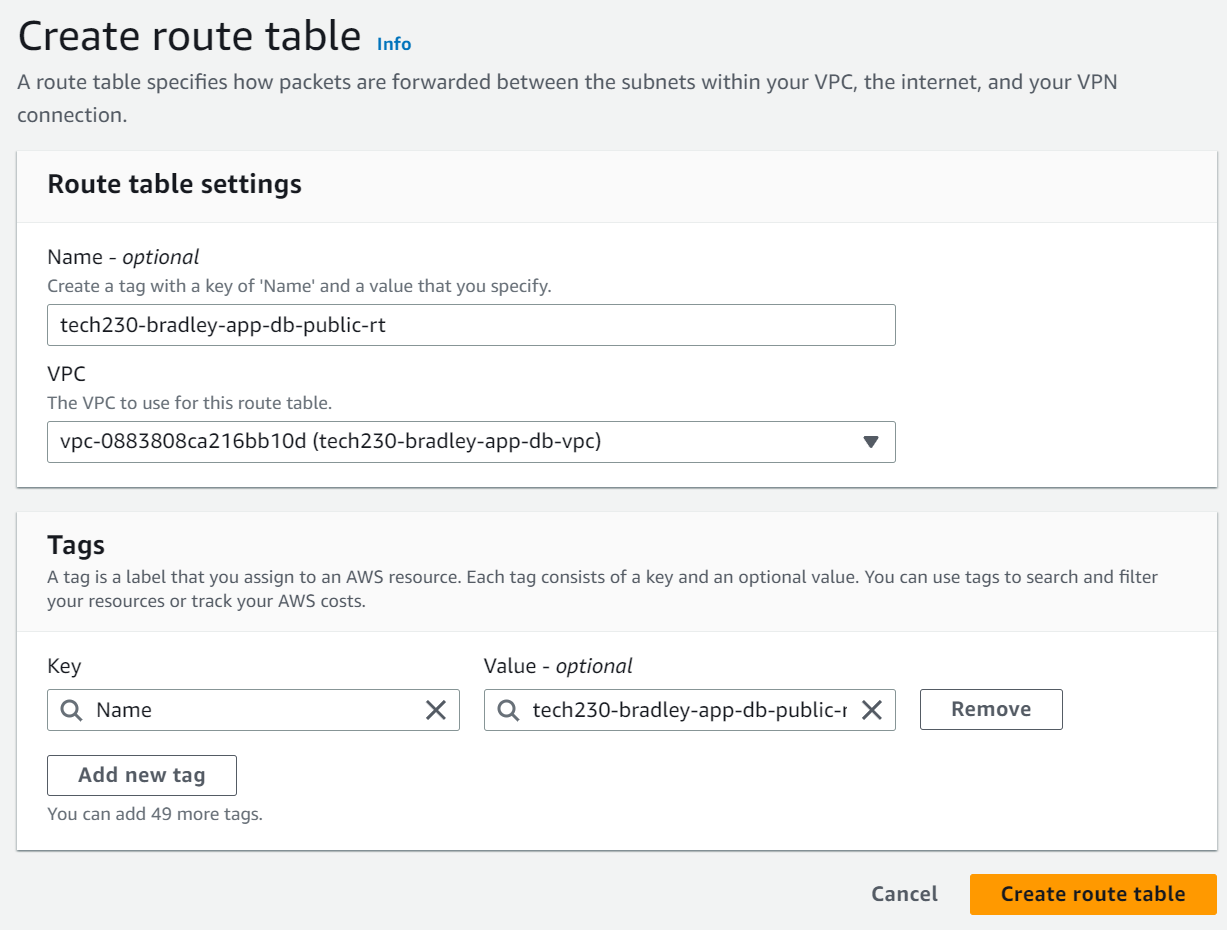 Create route table Info
A route table specifies how packets are forwarded between the subnets within your VPC, the internet, and your VPN
connection.
Route table settings
Name - optional
Create a tag with a key of 'Name' and a value that you specify.
tech230-bradley-app-db-public-rt
VPC
The VPC to use for this route table.
vpc-0883808ca216bb10d (tech230-bradley-app-db-vpc)
Tags
A tag is a label that you assign to an AWS resource. Each tag consists of a key and an optional value. You can use tags to search and filter
your resources or track your AWS costs.
Key Value - optional
Name tech230-bradley-app-db-public-r Remove
Add new tag
You can add 49 more tags.
Cancel Create route table